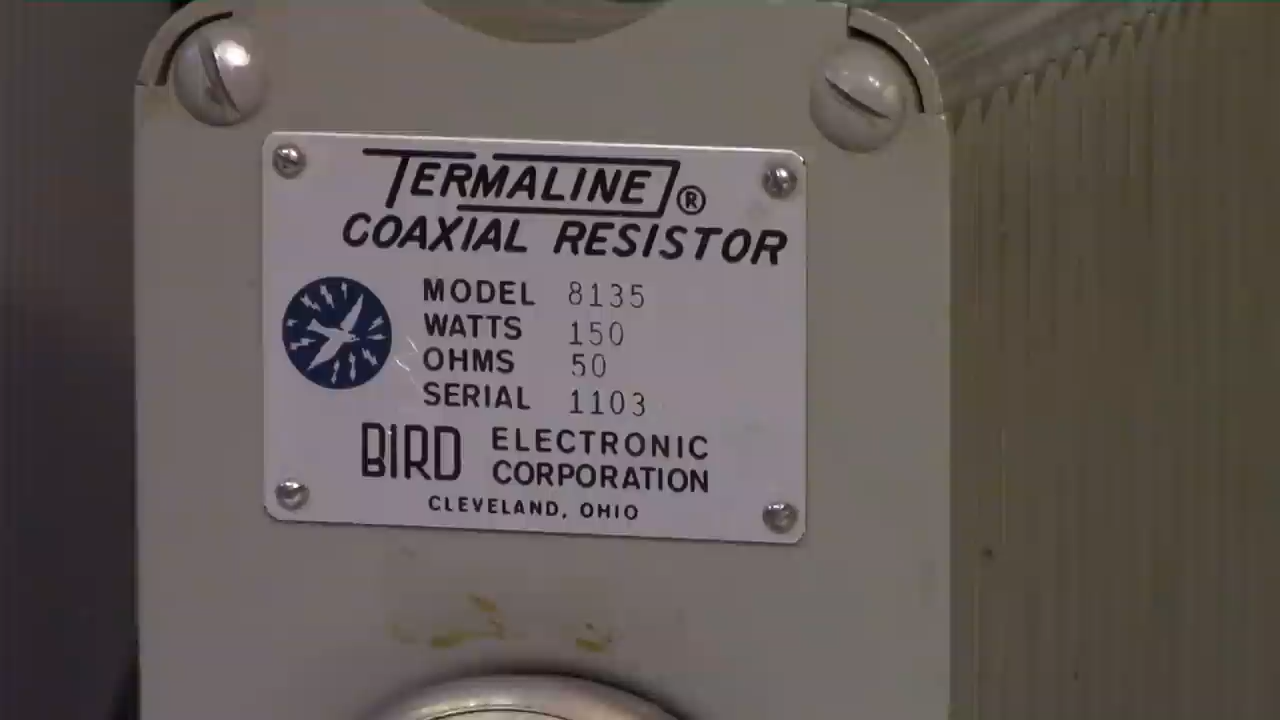 TERMALINE®
COAXIAL RESISTOR
MODEL 8135
WATTS 150
OHMS 50
SERIAL 1103
BIRD ELECTRONIC
CORPORATION
CLEVELAND, OHIO